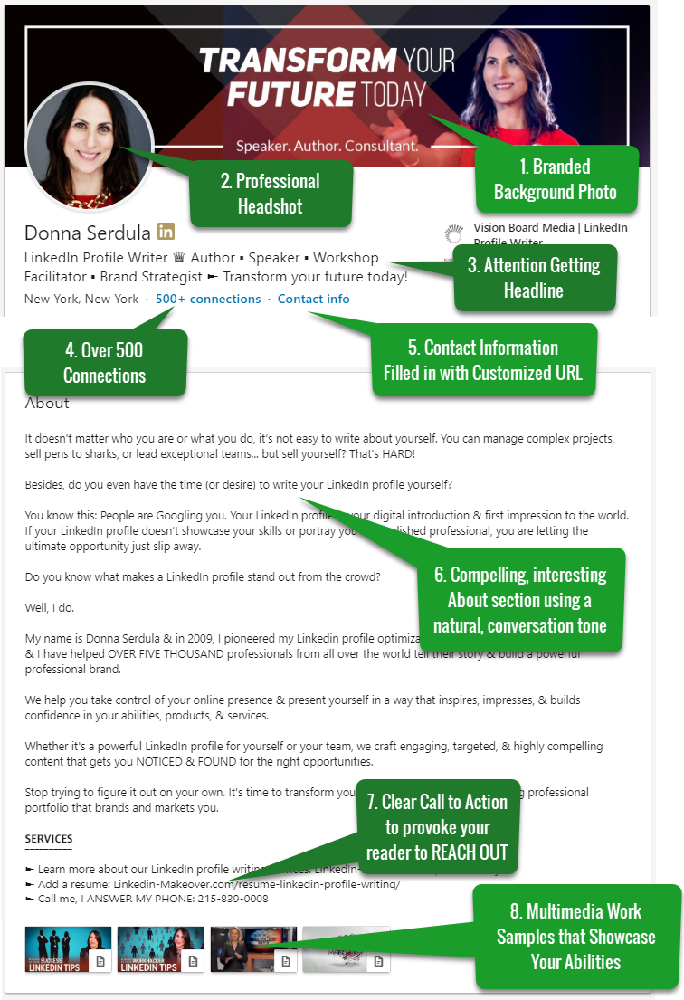 TRANSFORM YOUR
FUTURE TODAY
Speaker. Author. Consultant.
1. Branded
Background Photo
2. Professional
Headshot
Donna Serdula in
Vision Board Media | LinkedIn
Profile Writer
LinkedIn Profile Writer ♕ Author ▪ Speaker ▪ Workshop
Facilitator ▪ Brand Strategist ► Transform your future today!
3. Attention Getting
Headline
New York, New York · 500+ connections · Contact info
4. Over 500
Connections
5. Contact Information
Filled in with Customized URL
About
It doesn't matter who you are or what you do, it's not easy to write about yourself. You can manage complex projects,
sell pens to sharks, or lead exceptional teams... but sell yourself? That's HARD!
Besides, do you even have the time (or desire) to write your LinkedIn profile yourself?
You know this: People are Googling you. Your LinkedIn profile your digital introduction & first impression to the world.
If your LinkedIn profile doesn't showcase your skills or portray you professional, you are letting the
ultimate opportunity just slip away.
Do you know what makes a LinkedIn profile stand out from the crowd?
Well, I do.
6. Compelling, interesting
About section using a
natural, conversation tone
My name is Donna Serdula & in 2009, I pioneered my Linkedin profile
& I have helped OVER FIVE THOUSAND professionals from all over the world tell their story & build a powerful
professional brand.
We help you take control of your online presence & present yourself in a way that inspires, impresses, & builds
confidence in your abilities, products, & services.
Whether it's a powerful LinkedIn profile for yourself or your team, we craft engaging, targeted, & highly compelling
content that gets you NOTICED & FOUND for the right opportunities.
Stop trying to figure it out on your own. It's time to transform professional
portfolio that brands and markets you.
7. Clear Call to Action
to provoke your
reader to REACH OUT
SERVICES
► Learn more about our LinkedIn profile writing
► Add a resume: Linkedin-Makeover.com/resume-linkedin-profile-writing/
► Call me, I ANSWER MY PHONE: 215-839-0008
8. Multimedia Work
Samples that Showcase
Your Abilities
SUCCESS
LINKEDIN TIPS
WORKHACKER
LINKEDIN TIPS